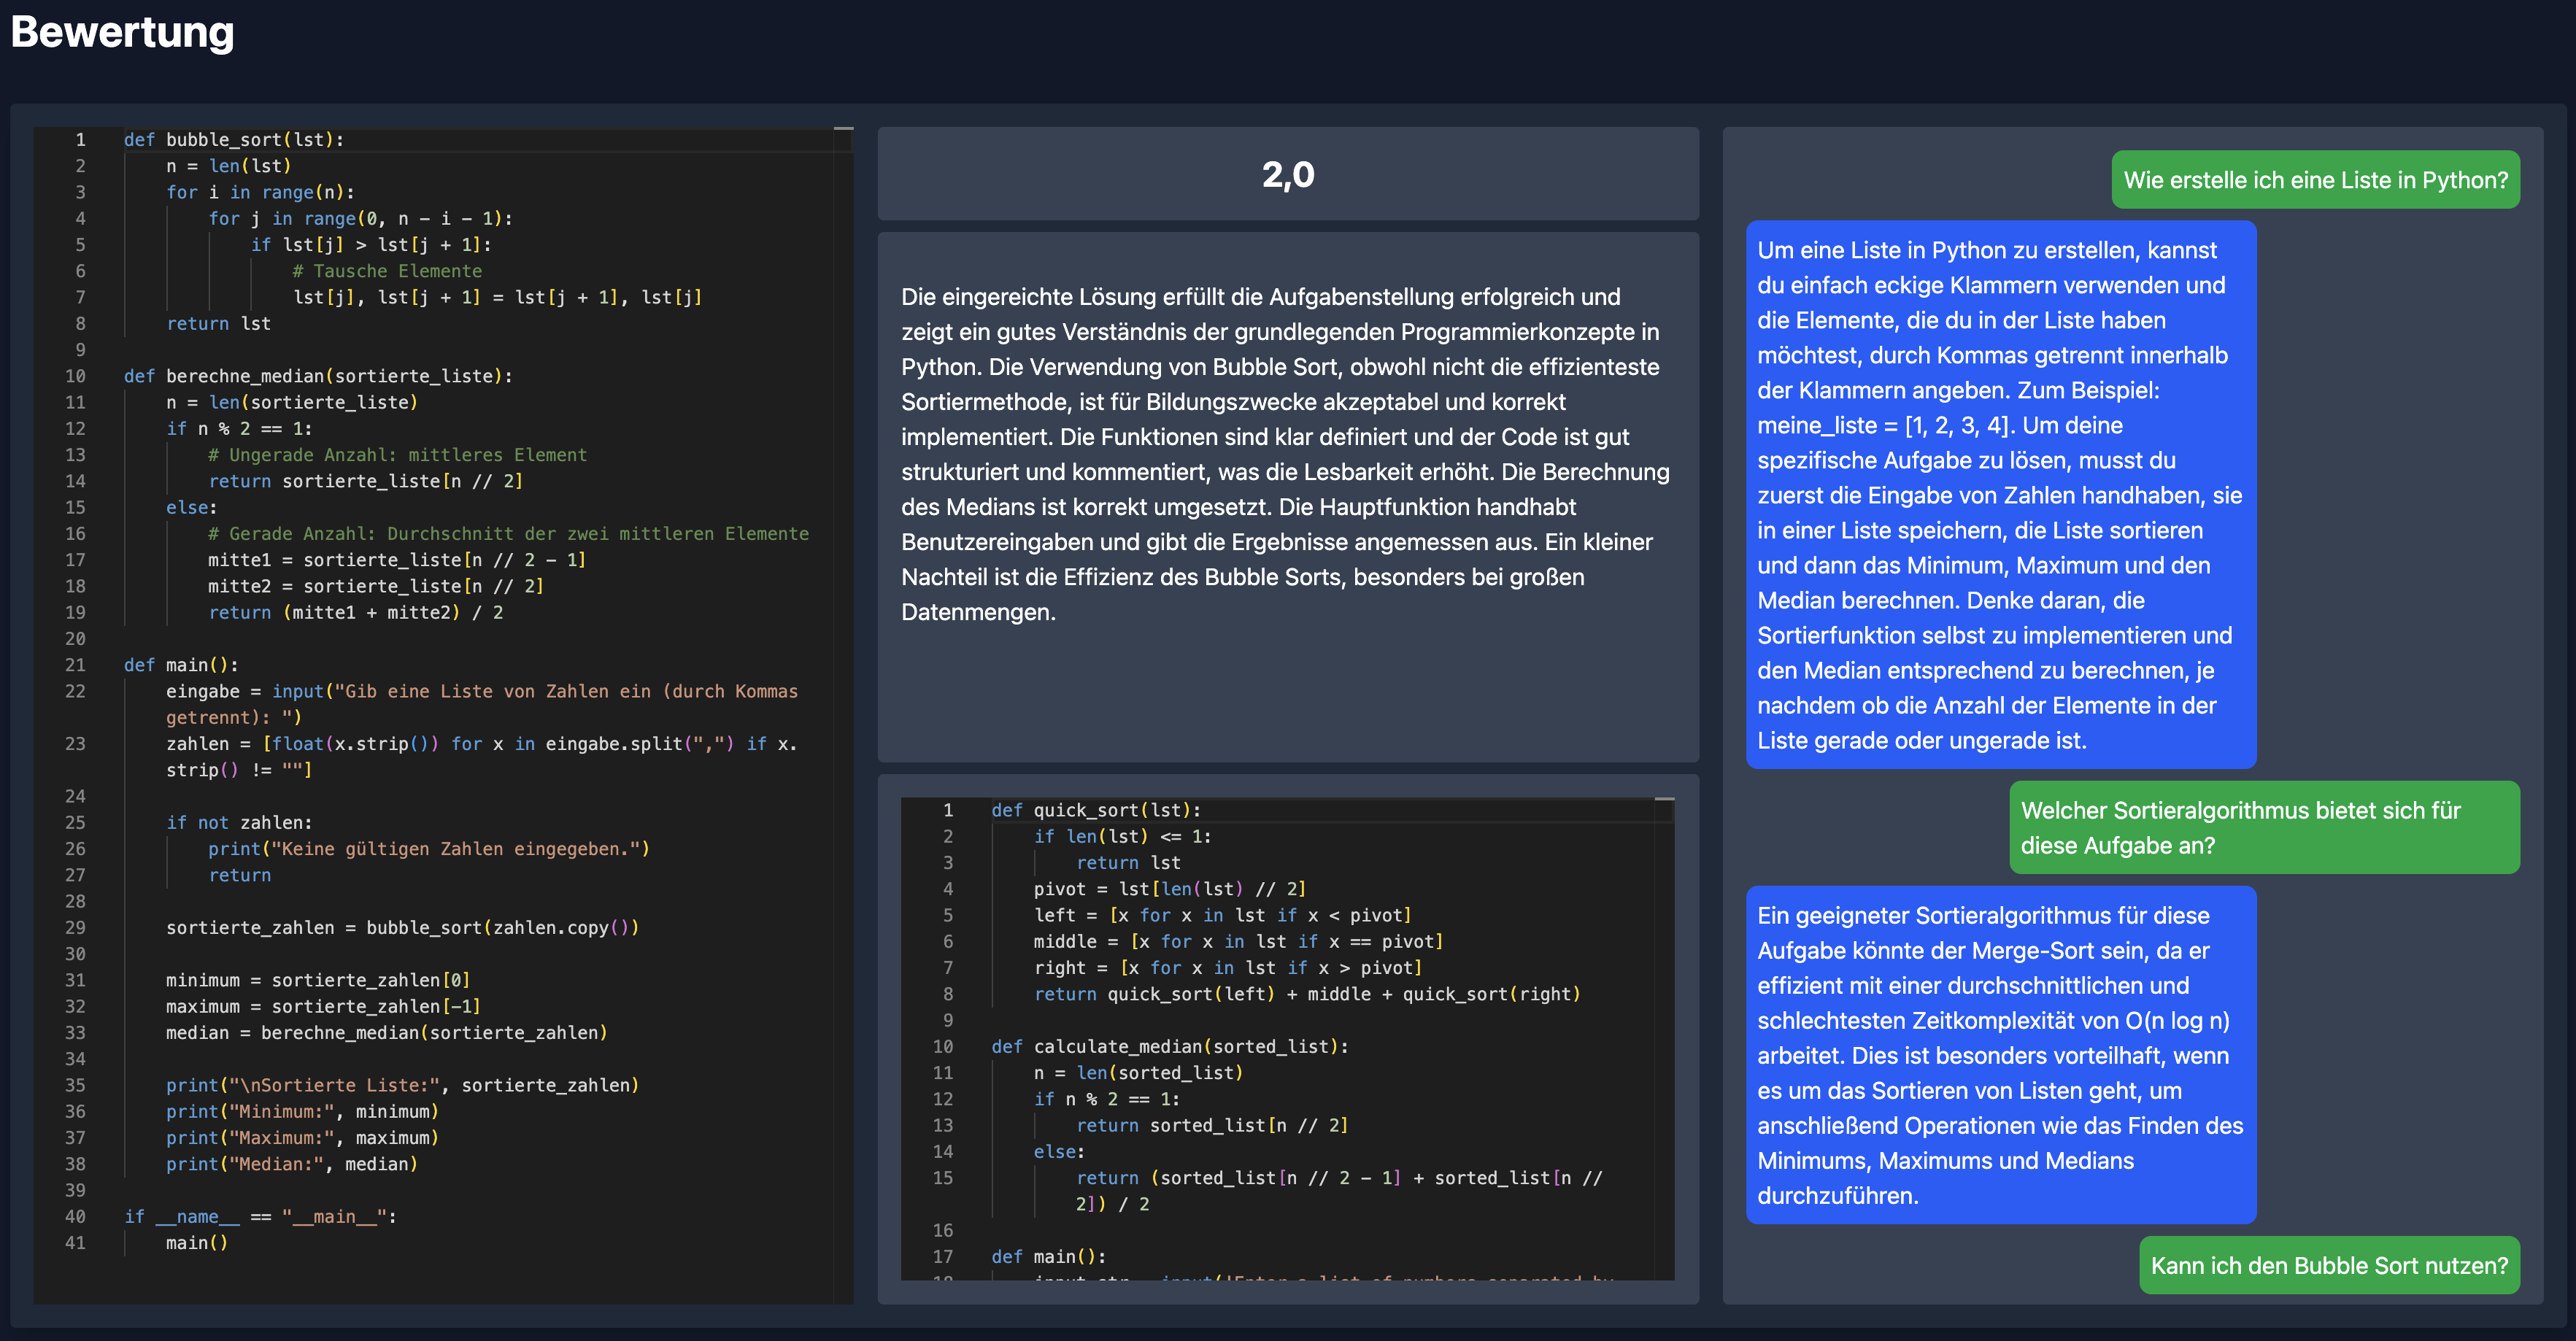 Bewertung
1 def bubble_sort(lst):
2 n = len(lst)
3 for i in range(n):
4 for j in range(0, n - i - 1):
5 if lst[j] > lst[j + 1]:
6 # Tausche Elemente
7 lst[j], lst[j + 1] = lst[j + 1], lst[j]
8 return lst
9
10 def berechne_median(sortierte_liste):
11 n = len(sortierte_liste)
12 if n % 2 == 1:
13 # Ungerade Anzahl: mittleres Element
14 return sortierte_liste[n // 2]
15 else:
16 # Gerade Anzahl: Durchschnitt der zwei mittleren Elemente
17 mitte1 = sortierte_liste[n // 2 - 1]
18 mitte2 = sortierte_liste[n // 2]
19 return (mitte1 + mitte2) / 2
20
21 def main():
22 eingabe = input("Gib eine Liste von Zahlen ein (durch Kommas
getrennt): ")
23 zahlen = [float(x.strip()) for x in eingabe.split(",") if x.
strip() != ""]
24
25 if not zahlen:
26 print("Keine gültigen Zahlen eingegeben.")
27 return
28
29 sortierte_zahlen = bubble_sort(zahlen.copy())
30
31 minimum = sortierte_zahlen[0]
32 maximum = sortierte_zahlen[-1]
33 median = berechne_median(sortierte_zahlen)
34
35 print("\nSortierte Liste:", sortierte_zahlen)
36 print("Minimum:", minimum)
37 print("Maximum:", maximum)
38 print("Median:", median)
39
40 if __name__ == "__main__":
41 main()
2,0
Die eingereichte Lösung erfüllt die Aufgabenstellung erfolgreich und
zeigt ein gutes Verständnis der grundlegenden Programmierkonzepte in
Python. Die Verwendung von Bubble Sort, obwohl nicht die effizienteste
Sortiermethode, ist für Bildungszwecke akzeptabel und korrekt
implementiert. Die Funktionen sind klar definiert und der Code ist gut
strukturiert und kommentiert, was die Lesbarkeit erhöht. Die Berechnung
des Medians ist korrekt umgesetzt. Die Hauptfunktion handhabt
Benutzereingaben und gibt die Ergebnisse angemessen aus. Ein kleiner
Nachteil ist die Effizienz des Bubble Sorts, besonders bei großen
Datenmengen.
1 def quick_sort(lst):
2 if len(lst) <= 1:
3 return lst
4 pivot = lst[len(lst) // 2]
5 left = [x for x in lst if x < pivot]
6 middle = [x for x in lst if x == pivot]
7 right = [x for x in lst if x > pivot]
8 return quick_sort(left) + middle + quick_sort(right)
9
10 def calculate_median(sorted_list):
11 n = len(sorted_list)
12 if n % 2 == 1:
13 return sorted_list[n // 2]
14 else:
15 return (sorted_list[n // 2 - 1] + sorted_list[n //
2]) / 2
16
17 def main():
Wie erstelle ich eine Liste in Python?
Um eine Liste in Python zu erstellen, kannst
du einfach eckige Klammern verwenden und
die Elemente, die du in der Liste haben
möchtest, durch Kommas getrennt innerhalb
der Klammern angeben. Zum Beispiel:
meine_liste = [1, 2, 3, 4]. Um deine
spezifische Aufgabe zu lösen, musst du
zuerst die Eingabe von Zahlen handhaben, sie
in einer Liste speichern, die Liste sortieren
und dann das Minimum, Maximum und den
Median berechnen. Denke daran, die
Sortierfunktion selbst zu implementieren und
den Median entsprechend zu berechnen, je
nachdem ob die Anzahl der Elemente in der
Liste gerade oder ungerade ist.
Welcher Sortieralgorithmus bietet sich für
diese Aufgabe an?
Ein geeigneter Sortieralgorithmus für diese
Aufgabe könnte der Merge-Sort sein, da er
effizient mit einer durchschnittlichen und
schlechtesten Zeitkomplexität von O(n log n)
arbeitet. Dies ist besonders vorteilhaft, wenn
es um das Sortieren von Listen geht, um
anschließend Operationen wie das Finden des
Minimums, Maximums und Medians
durchzuführen.
Kann ich den Bubble Sort nutzen?